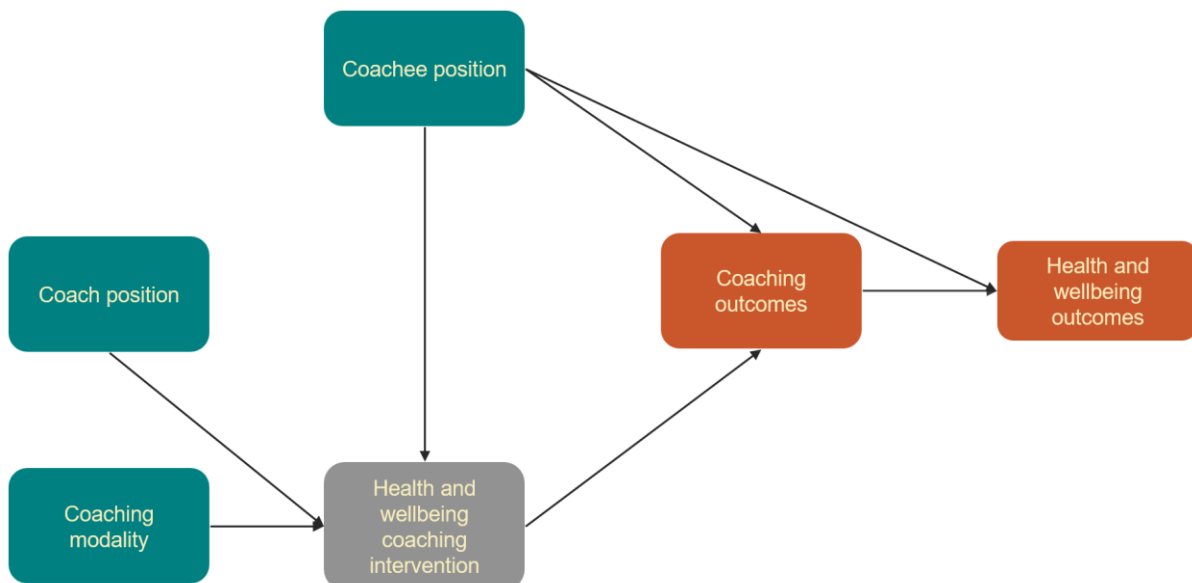 Coachee position
Coach position
Coaching
outcomes
Health and
wellbeing
outcomes
Coaching
modality
Health and
wellbeing
coaching
intervention